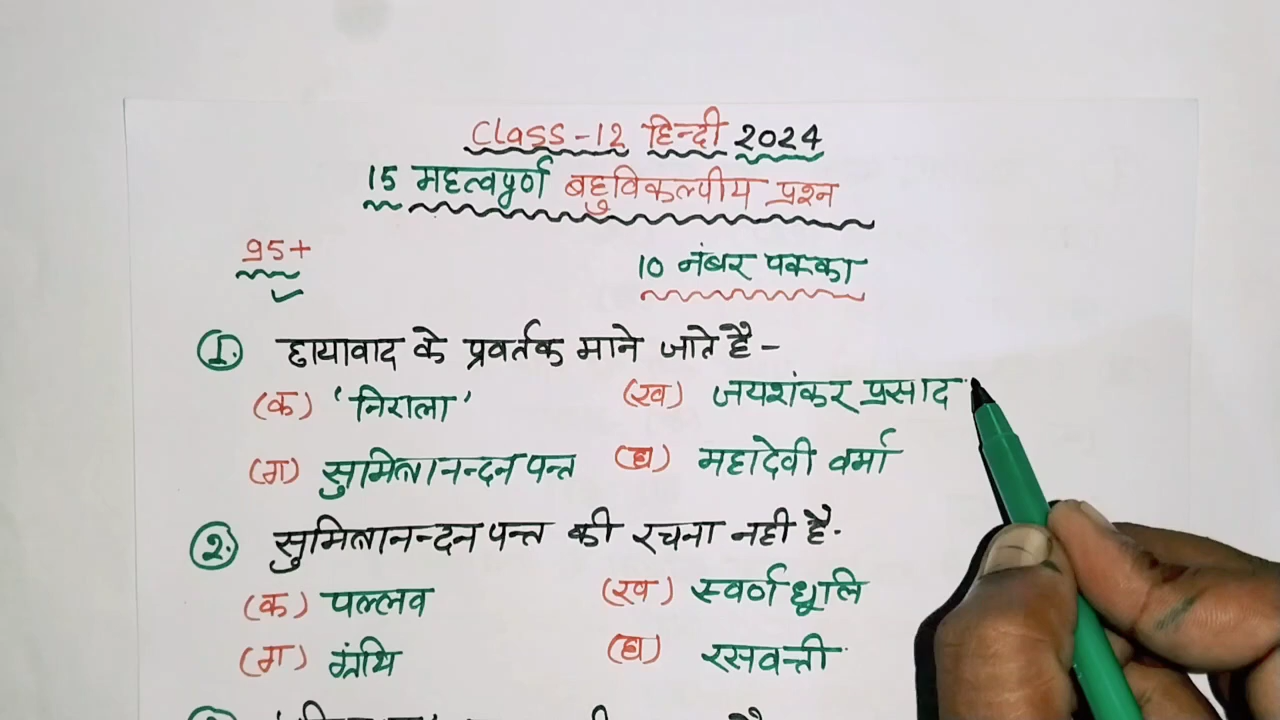 Class-12 हिन्दी 2024
15 महत्वपूर्ण बहुविकल्पीय प्रश्न
95+
10 नंबर पक्का
1. छायावाद के प्रवर्तक माने जाते है -
(क) 'निराला' (ख) जयशंकर प्रसाद
(ग) सुमित्रानन्दन पन्त (घ) महादेवी वर्मा
2. सुमित्रानन्दन पन्त की रचना नही है.
(क) पल्लव (ख) स्वर्ण धूलि
(ग) ग्रंथि (घ) रसवन्ती